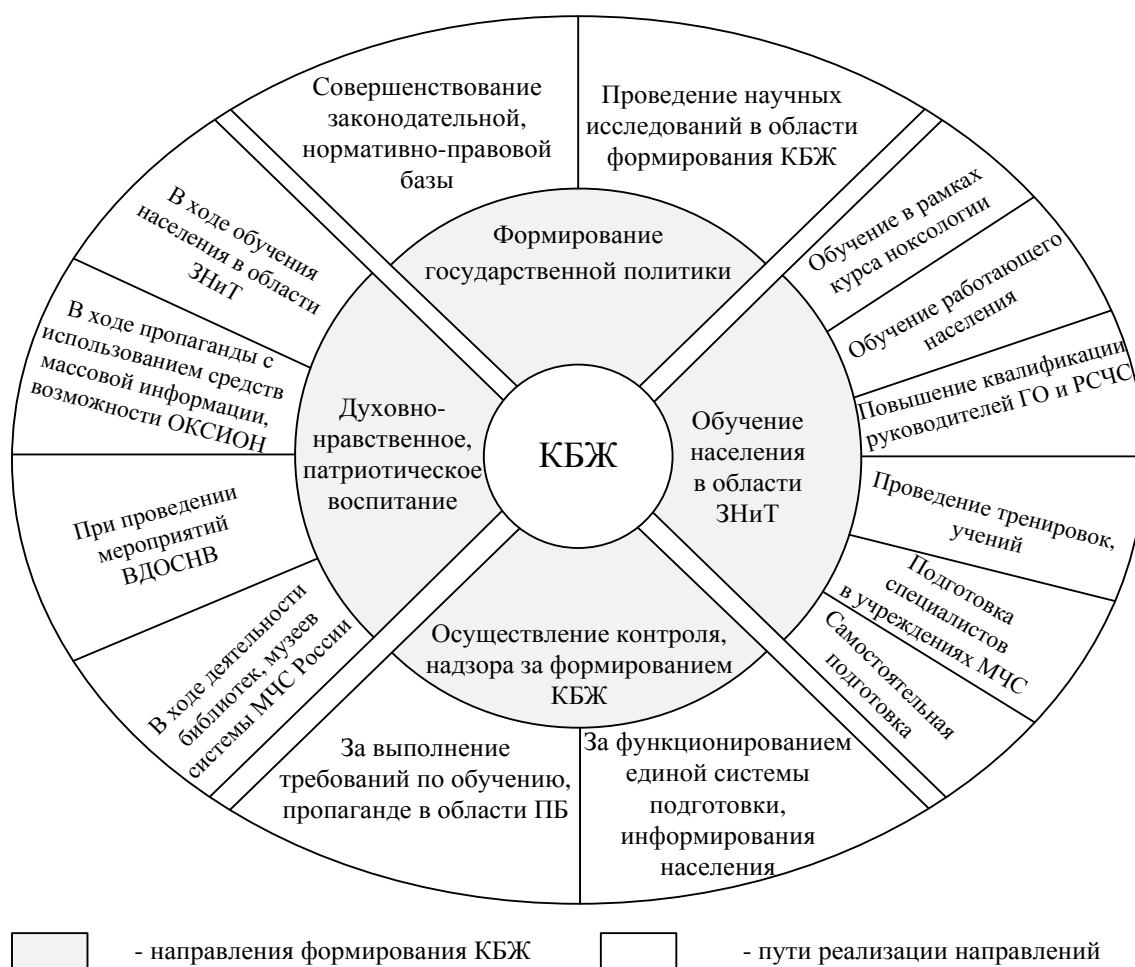 Совершенствование
законодательной,
нормативно-правовой
базы
Проведение научных
исследований в области
формирования КБЖ
Формирование
государственной политики
В ходе обучения
населения в области
ЗНиТ
В ходе пропаганды с
использованием средств
массовой информации,
возможности ОКСИОН
При проведении
мероприятий
ВДОСНВ
В ходе деятельности
библиотек, музеев
системы МЧС России
Духовно-
нравственное,
патриотическое
воспитание
КБЖ
Обучение
населения
в области
ЗНиТ
Обучение в рамках
курса ноксологии
Обучение работающего
населения
Повышение квалификации
руководителей ГО и РСЧС
Проведение тренировок,
учений
Подготовка
специалистов
в учреждениях МЧС
Самостоятельная
подготовка
Осуществление контроля,
надзора за формированием
КБЖ
За выполнение
требований по обучению,
пропаганде в области ПБ
За функционированием
единой системы
подготовки,
информирования
населения
- направления формирования КБЖ
- пути реализации направлений